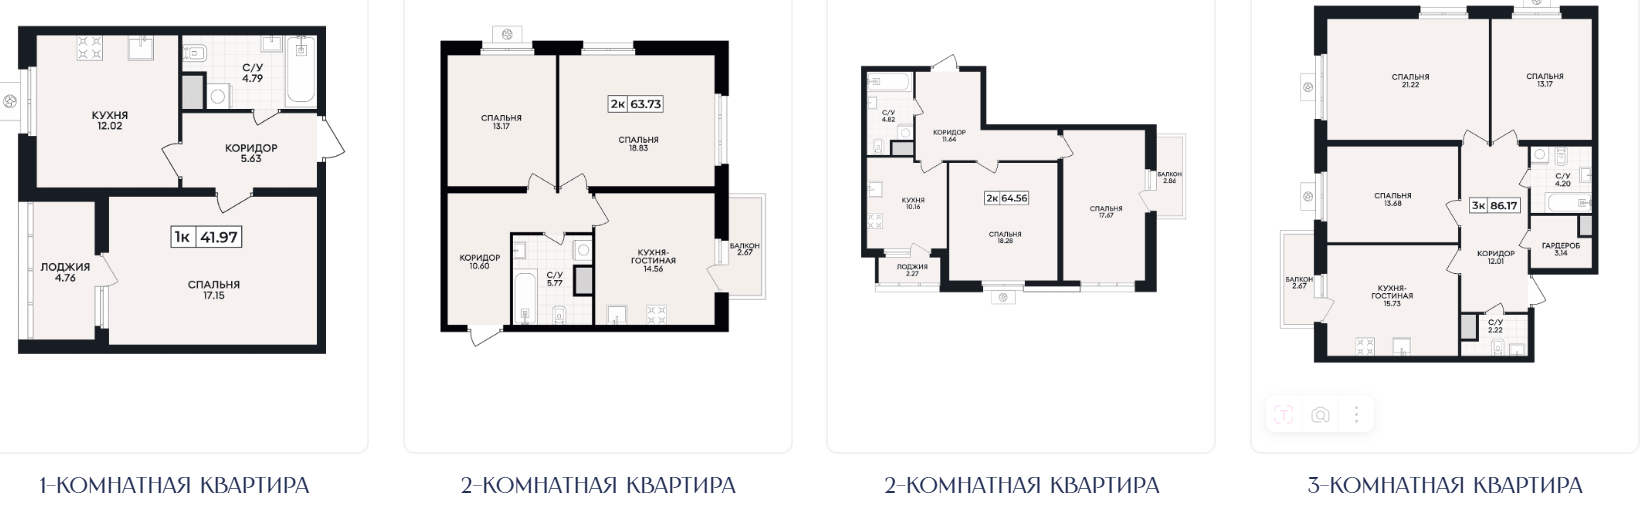 С/У
4.79
КУХНЯ
12.02
КОРИДОР
5.63
1к 41.97
ЛОДЖИЯ
4.76
СПАЛЬНЯ
17.15
1-КОМНАТНАЯ КВАРТИРА
2к 63.73
СПАЛЬНЯ
13.17
СПАЛЬНЯ
18.83
БАЛКОН
2.67
КУХНЯ-
ГОСТИНАЯ
14.56
КОРИДОР
10.60
С/У
5.77
2-КОМНАТНАЯ КВАРТИРА
С/У
4.82
КОРИДОР
11.64
БАЛКОН
2.86
КУХНЯ
10.16
2к 64.56
СПАЛЬНЯ
17.67
СПАЛЬНЯ
18.28
ЛОДЖИЯ
2.27
2-КОМНАТНАЯ КВАРТИРА
СПАЛЬНЯ
21.22
СПАЛЬНЯ
13.17
С/У
4.20
СПАЛЬНЯ
13.68
3к 86.17
ГАРДЕРОБ
3.14
КОРИДОР
12.01
БАЛКОН
2.67
КУХНЯ-
ГОСТИНАЯ
15.73
С/У
2.22
3-КОМНАТНАЯ КВАРТИРА